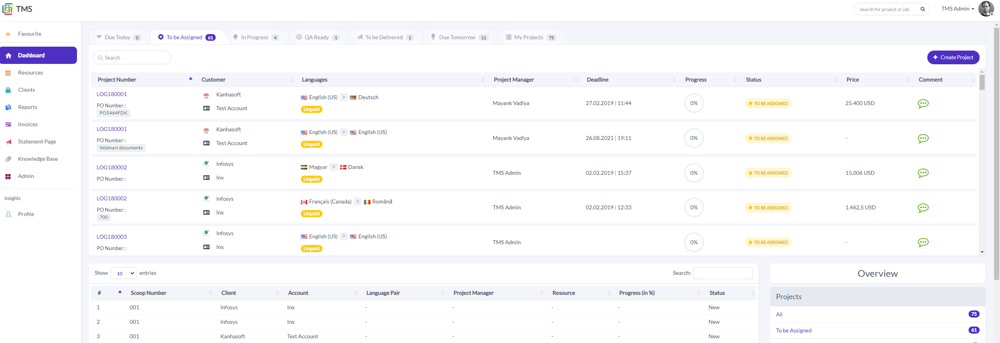 TMS
Search for project or job.
TMS Admin
Favourite
Dashboard
Resources
Clients
Reports
Invoices
Statement Page
Knowledge Base
Admin
Insights
Profile
Due Today 0
To be Assigned 61
In Progress 4
QA Ready 1
To be Delivered 1
Due Tomorrow 11
My Projects 75
Search
Create Project
Project Number Customer Languages Project Manager Deadline Progress Status Price Comment
LOG180001
PO Number :
PO5464FDK
Kanhasoft
Test Account
English (US) > Deutsch
Linguist
Mayank Vadiya
27.02.2019 | 11:44
0%
TO BE ASSIGNED
25.400 USD
LOG180001
PO Number :
Walmart documents
Kanhasoft
Test Account
English (US) > English (US)
Linguist
Mayank Vadiya
26.08.2021 | 19:11
0%
TO BE ASSIGNED
-
LOG180002
PO Number :
Infosys
Inx
Magyar > Dansk
Linguist
TMS Admin
02.02.2019 | 15:37
0%
TO BE ASSIGNED
15.006 USD
LOG180002
PO Number :
700
Infosys
Inx
Français (Canada) > Română
Linguist
TMS Admin
02.02.2019 | 12:33
0%
TO BE ASSIGNED
1.462,5 USD
LOG180003
PO Number :
Infosys
Inx
English (US) > English (US)
Linguist
TMS Admin
0%
TO BE ASSIGNED
-
Show 10 entries
Search:
# Scoop Number Client Account Language Pair Project Manager Resource Progress (in %) Status
1 001 Infosys Inx - - - - New
2 001 Infosys Inx - - - - New
3 001 Kanhasoft Test Account - - - - New
Overview
Projects
All 75
To be Assigned 61